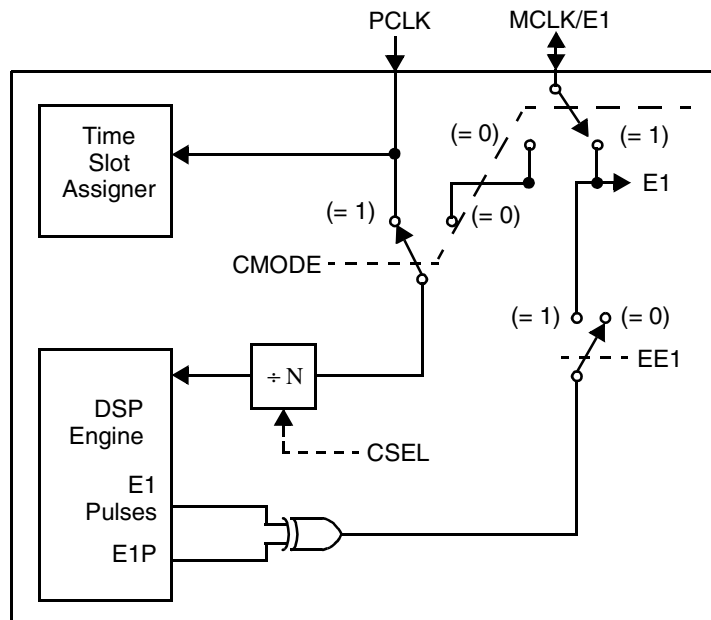 PCLK
MCLK/E1
Time
Slot
Assigner
(= 0)
(= 1)
E1
(= 1)
(= 0)
CMODE
(= 1)
(= 0)
EE1
÷ N
DSP
Engine
CSEL
E1
Pulses
E1P